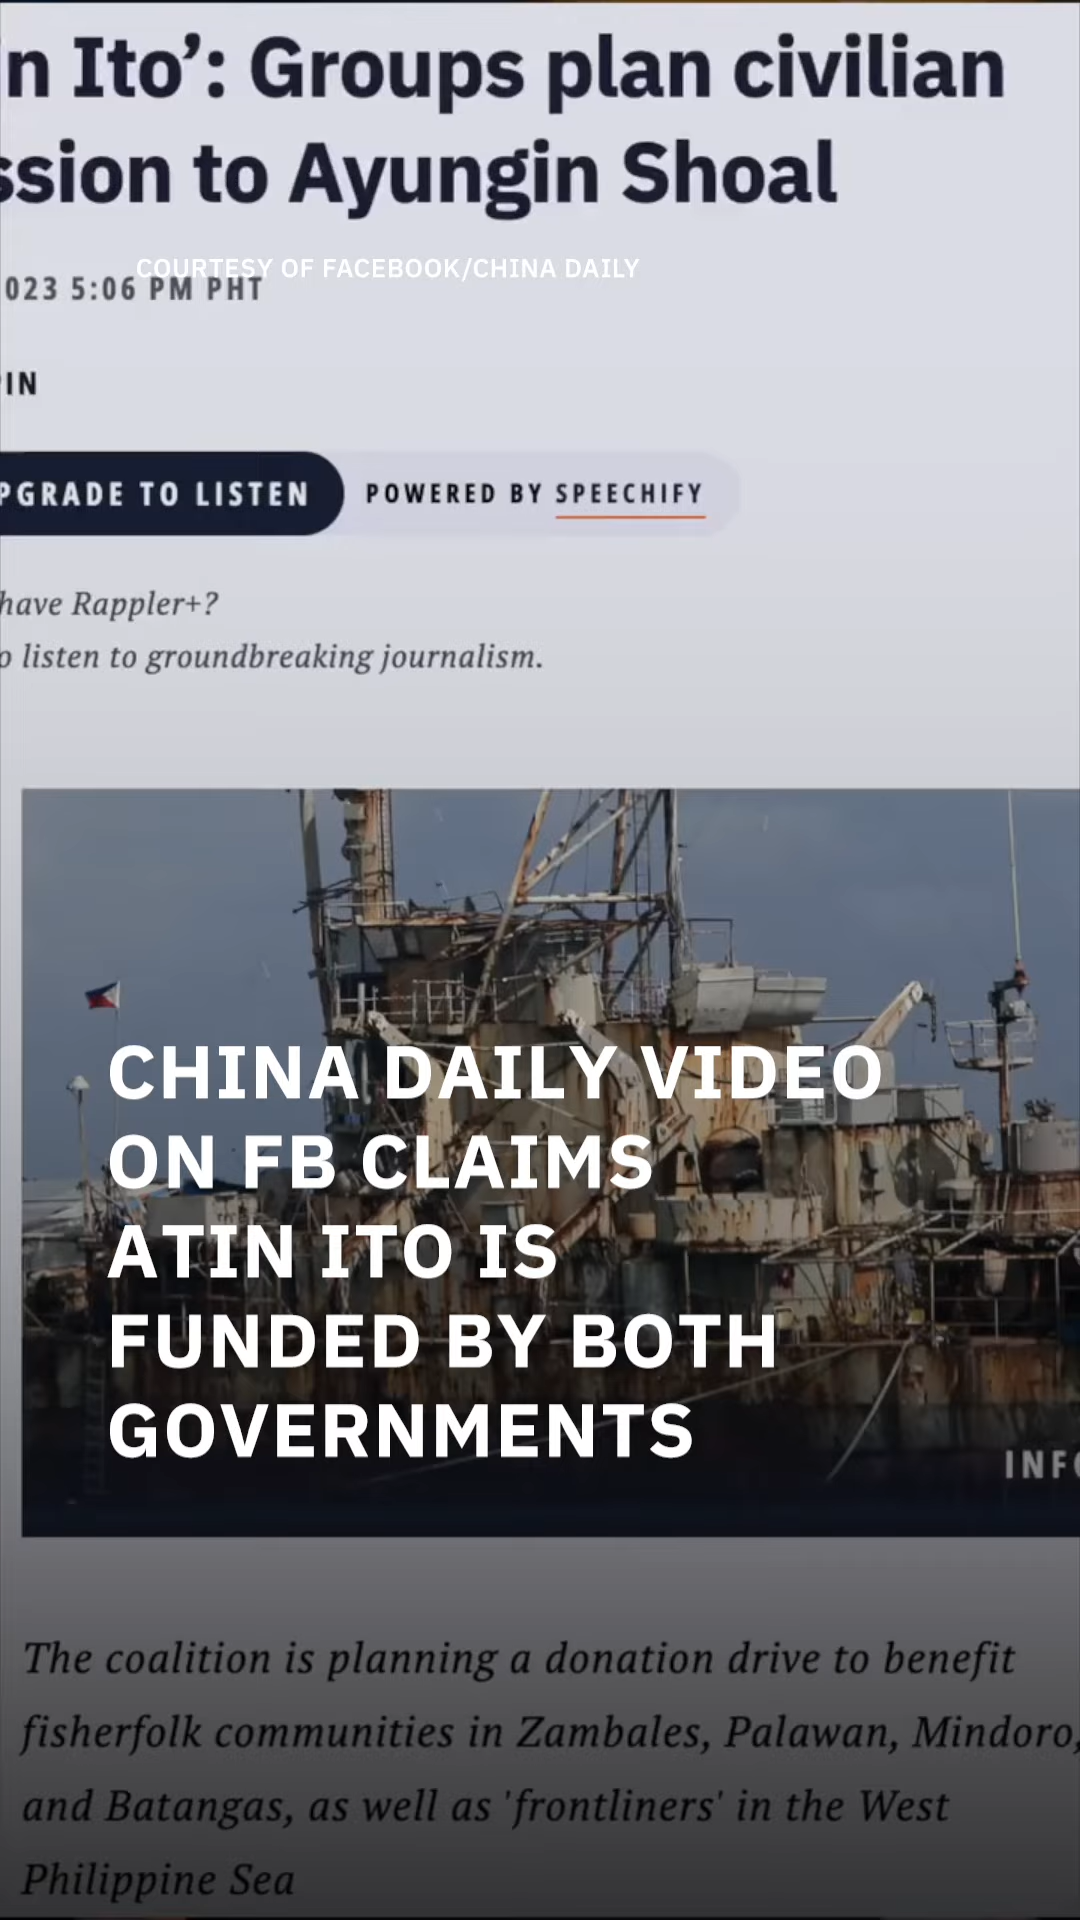 n Ito’: Groups plan civilian
ssion to Ayungin Shoal
COURTESY OF FACEBOOK/CHINA DAILY
023 5:06 PM PHT
PIN
PGRADE TO LISTEN
POWERED BY SPEECHIFY
have Rappler+?
o listen to groundbreaking journalism.
CHINA DAILY VIDEO
ON FB CLAIMS
ATIN ITO IS
FUNDED BY BOTH
GOVERNMENTS
INFO
The coalition is planning a donation drive to benefit
fisherfolk communities in Zambales, Palawan, Mindoro,
and Batangas, as well as 'frontliners' in the West
Philippine Sea